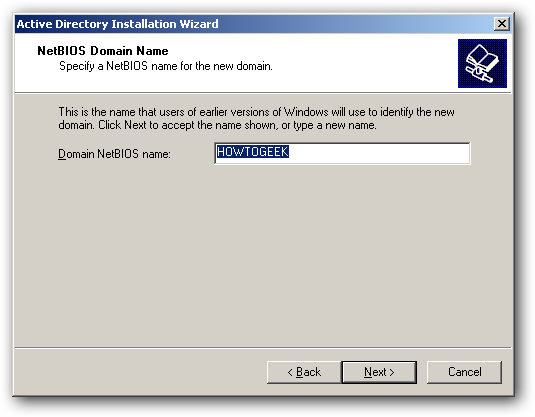 Active Directory Installation Wizard
NetBIOS Domain Name
Specify a NetBIOS name for the new domain.
This is the name that users of earlier versions of Windows will use to identify the new
domain. Click Next to accept the name shown, or type a new name.
Domain NetBIOS name: HOWTOGEEK
< Back Next > Cancel